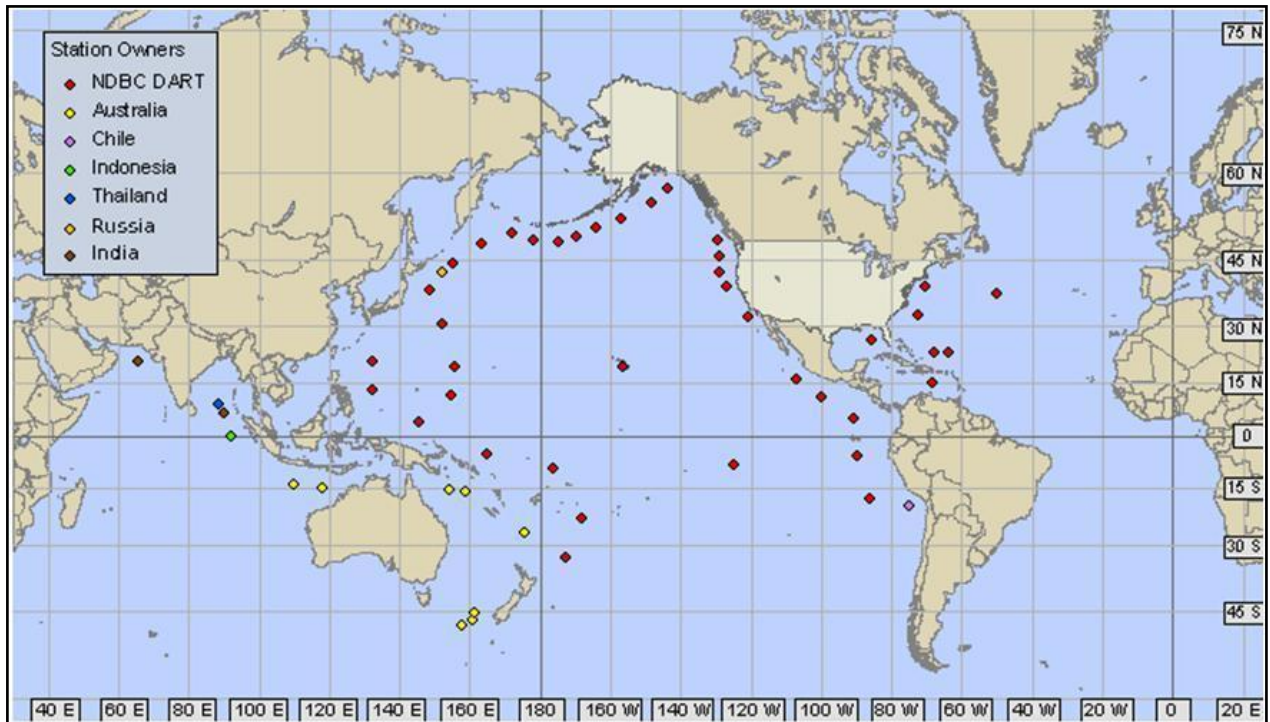 Station Owners
NDBC DART
Australia
Chile
Indonesia
Thailand
Russia
India
75 N
60 N
45 N
30 N
15 N
0
15 S
30 S
45 S
40 E 60 E 80 E 100 E 120 E 140 E 160 E 180 160 W 140 W 120 W 100 W 80 W 60 W 40 W 20 W 0 20 E